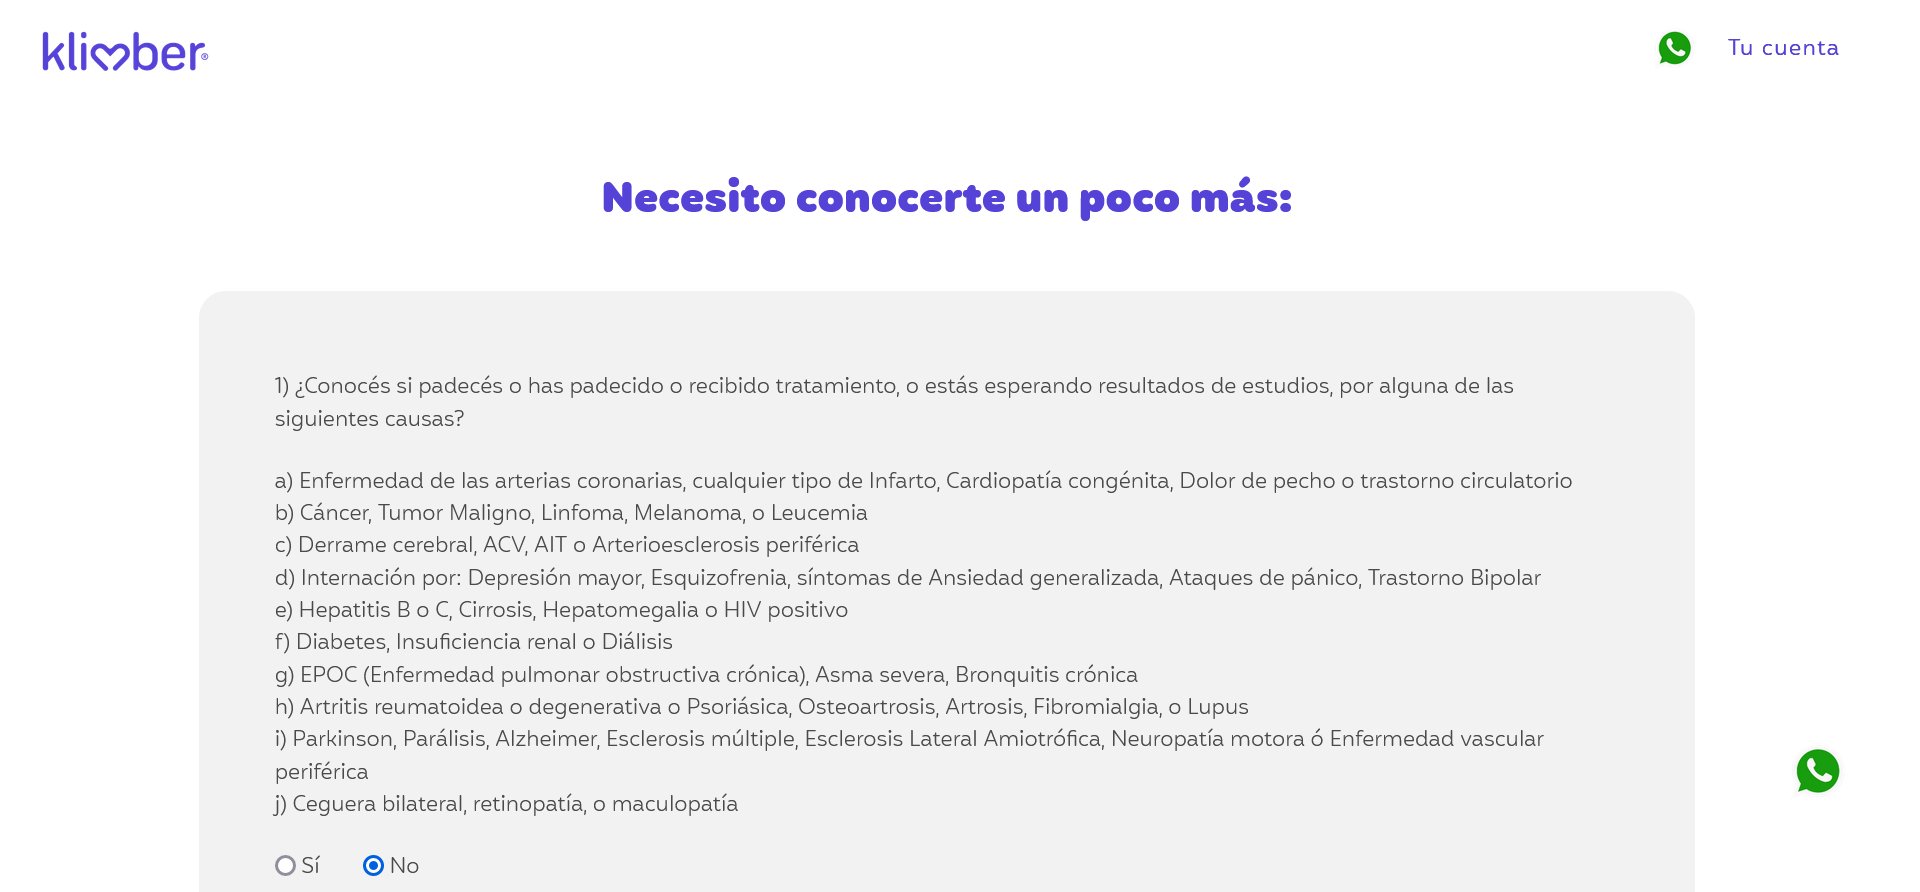 klimber®
Tu cuenta
Necesito conocerte un poco más:
1) ¿Conocés si padecés o has padecido o recibido tratamiento, o estás esperando resultados de estudios, por alguna de las
siguientes causas?
a) Enfermedad de las arterias coronarias, cualquier tipo de Infarto, Cardiopatía congénita, Dolor de pecho o trastorno circulatorio
b) Cáncer, Tumor Maligno, Linfoma, Melanoma, o Leucemia
c) Derrame cerebral, ACV, AIT o Arterioesclerosis periférica
d) Internación por: Depresión mayor, Esquizofrenia, síntomas de Ansiedad generalizada, Ataques de pánico, Trastorno Bipolar
e) Hepatitis B o C, Cirrosis, Hepatomegalia o HIV positivo
f) Diabetes, Insuficiencia renal o Diálisis
g) EPOC (Enfermedad pulmonar obstructiva crónica), Asma severa, Bronquitis crónica
h) Artritis reumatoidea o degenerativa o Psoriásica, Osteoartrosis, Artrosis, Fibromialgia, o Lupus
i) Parkinson, Parálisis, Alzheimer, Esclerosis múltiple, Esclerosis Lateral Amiotrófica, Neuropatía motora ó Enfermedad vascular
periférica
j) Ceguera bilateral, retinopatía, o maculopatía
Sí No